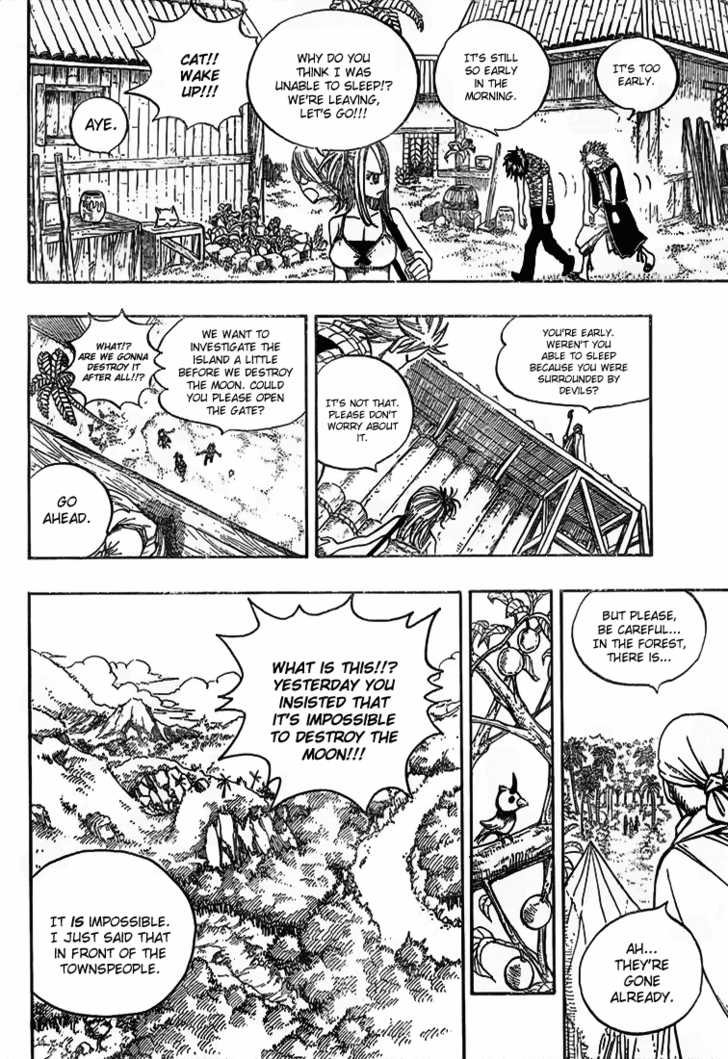 IT'S TOO
EARLY.
IT'S STILL
SO EARLY
IN THE
MORNING.
WHY DO YOU
THINK I WAS
UNABLE TO SLEEP!?
WE'RE LEAVING,
LET'S GO!!!
CAT!!
WAKE
UP!!!
AYE.
YOU'RE EARLY.
WEREN'T YOU
ABLE TO SLEEP
BECAUSE YOU WERE
SURROUNDED BY
DEVILS?
IT'S NOT THAT.
PLEASE DON'T
WORRY ABOUT
IT.
WE WANT TO
INVESTIGATE THE
ISLAND A LITTLE
BEFORE WE DESTROY
THE MOON. COULD
YOU PLEASE OPEN
THE GATE?
WHAT!?
ARE WE GONNA
DESTROY IT
AFTER ALL!!?
GO
AHEAD.
BUT PLEASE,
BE CAREFUL...
IN THE FOREST,
THERE IS...
AH...
THEY'RE
GONE
ALREADY.
WHAT IS THIS!!?
YESTERDAY YOU
INSISTED THAT
IT'S IMPOSSIBLE
TO DESTROY THE
MOON!!!
IT IS IMPOSSIBLE.
I JUST SAID THAT
IN FRONT OF THE
TOWNSPEOPLE.